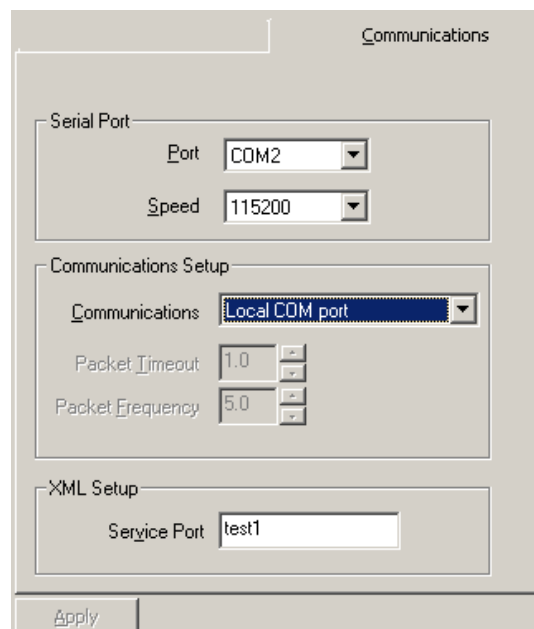 Communications
Serial Port
Port COM2
Speed 115200
Communications Setup
Communications Local COM port
Packet Timeout 1.0
Packet Frequency 5.0
XML Setup
Service Port test1
Apply